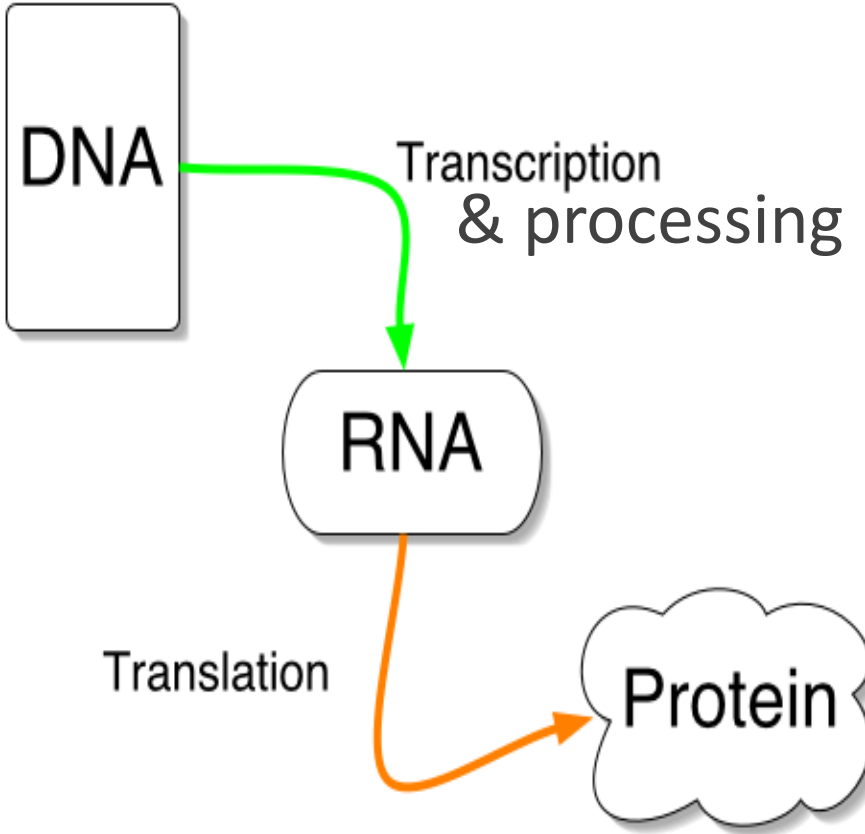 DNA
Transcription
& processing
RNA
Translation
Protein